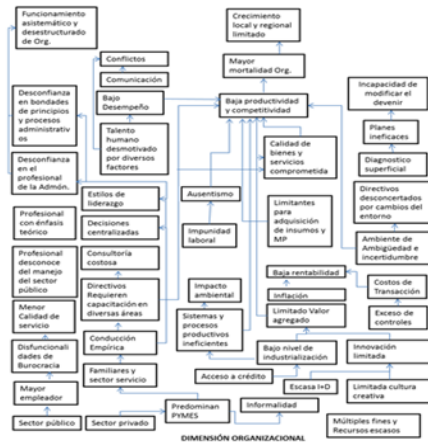 Funcionamiento
asistemático y
desestructurado
de Org.
Desconfianza
en bondades
de principios
y procesos
administrativ
os
Desconfianza
en el
profesional de
la Admón.
Profesional
con énfasis
teórico
Profesional
desconoce
del manejo
del sector
público
Menor
Calidad de
servicio
Disfuncionali
dades de
Burocracia
Mayor
empleador
Sector público
Conflictos
Comunicación
Bajo
Desempeño
Talento
humano
desmotivado
por diversos
factores
Estilos de
liderazgo
Decisiones
centralizadas
Consultoría
costosa
Directivos
Requieren
capacitación en
diversas áreas
Conducción
Empírica
Familiares y
sector servicio
Sector privado
Predominan
PYMES
Informalidad
Crecimiento
local y regional
limitado
Mayor
mortalidad Org.
Baja productividad
y competitividad
Calidad de
bienes y
servicios
comprometida
Ausentismo
Impunidad
laboral
Limitantes
para
adquisición de
insumos y MP
Impacto
ambiental
Sistemas y
procesos
productivos
ineficientes
Baja rentabilidad
Inflación
Limitado Valor
agregado
Bajo nivel de
industrialización
Acceso a crédito
Escasa I+D
Incapacidad de
modificar el
devenir
Planes
ineficaces
Diagnostico
superficial
Directivos
desconcertados
por cambios del
entorno
Ambiente de
Ambigüedad e
incertidumbre
Costos de
Transacción
Exceso de
controles
Innovación
limitada
Limitada cultura
creativa
Múltiples fines y
Recursos escasos
DIMENSIÓN ORGANIZACIONAL